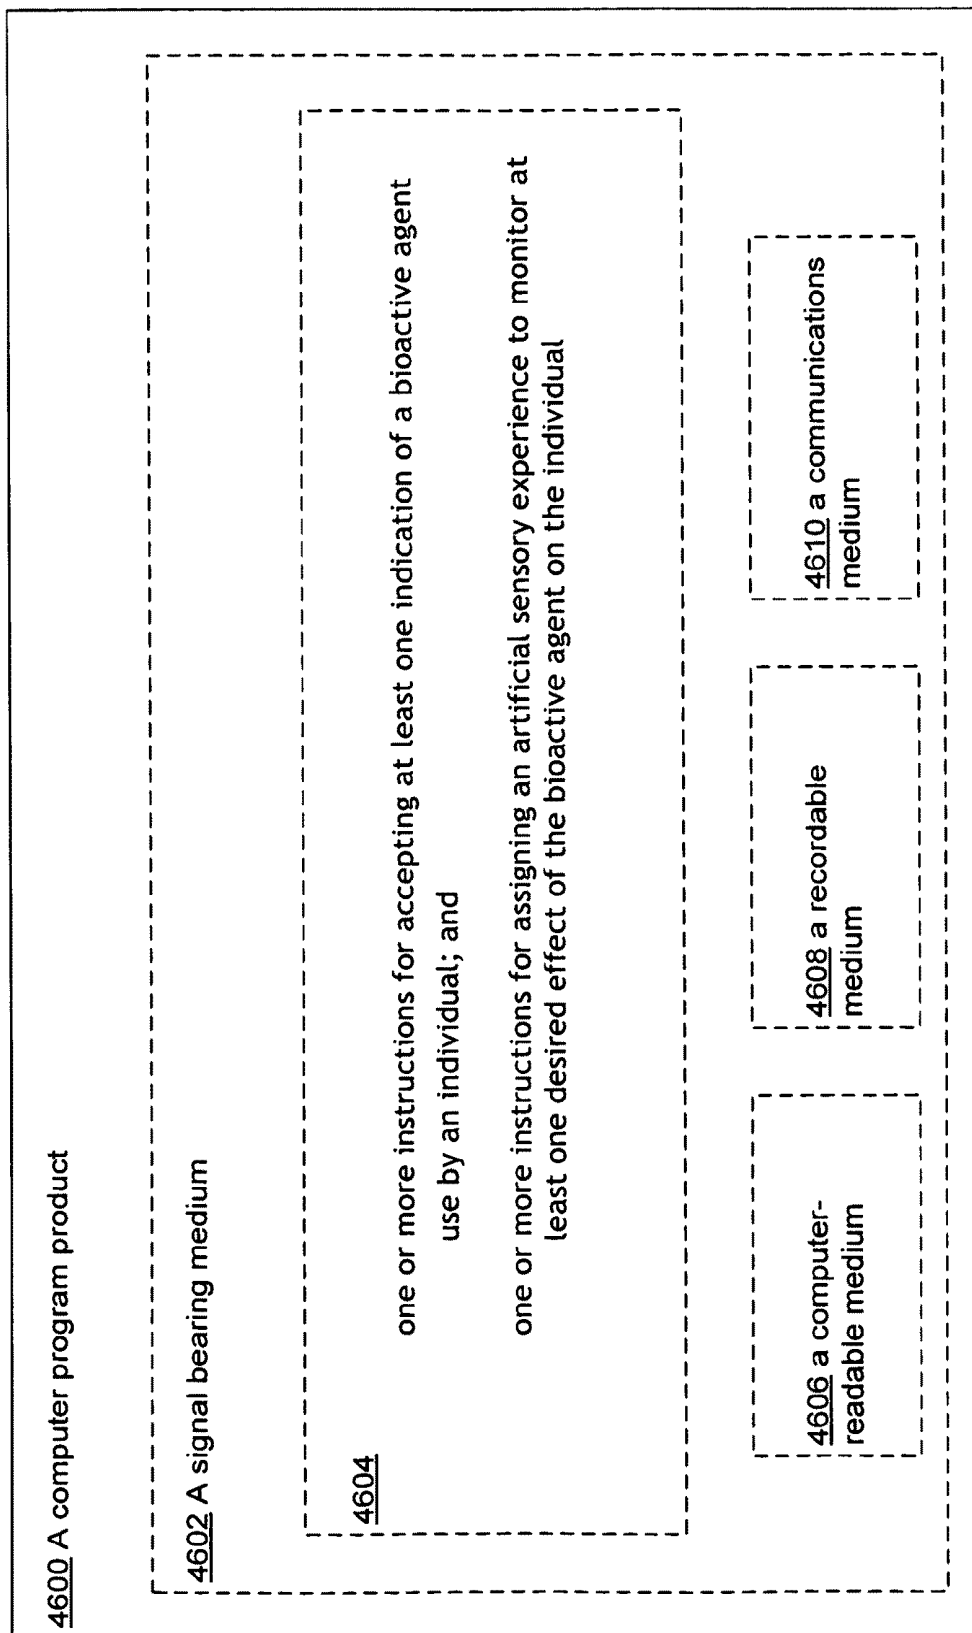 4600 A computer program product
4602 A signal bearing medium
4604
one or more instructions for accepting at least one indication of a bioactive agent
use by an individual; and
one or more instructions for assigning an artificial sensory experience to monitor at
least one desired effect of the bioactive agent on the individual
4606 a computer-
readable medium
4608 a recordable
medium
4610 a communications
medium